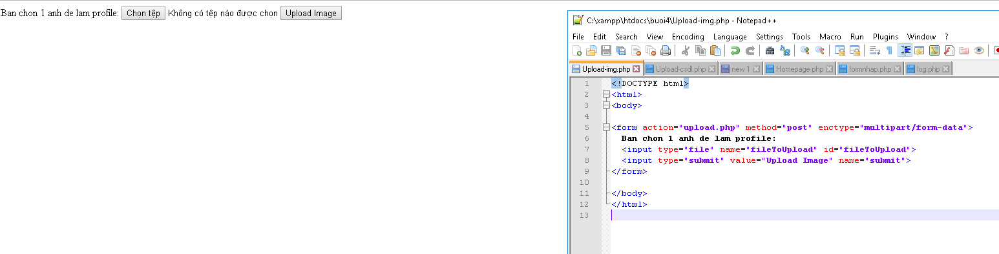 Ban chon 1 anh de lam profile: Chọn tệp Không có tệp nào được chọn Upload Image
C:\xampp\htdocs\buoi4\Upload-img.php - Notepad++
File Edit Search View Encoding Language Settings Tools Macro Run Plugins Window ?
Upload-img.php Upload-csdl.php new 1 Homepage.php formnhap.php log.php
1 <!DOCTYPE html>
2 <html>
3 <body>
4
5 <form action="upload.php" method="post" enctype="multipart/form-data">
6 Ban chon 1 anh de lam profile:
7 <input type="file" name="fileToUpload" id="fileToUpload">
8 <input type="submit" value="Upload Image" name="submit">
9 </form>
10
11 </body>
12 </html>
13